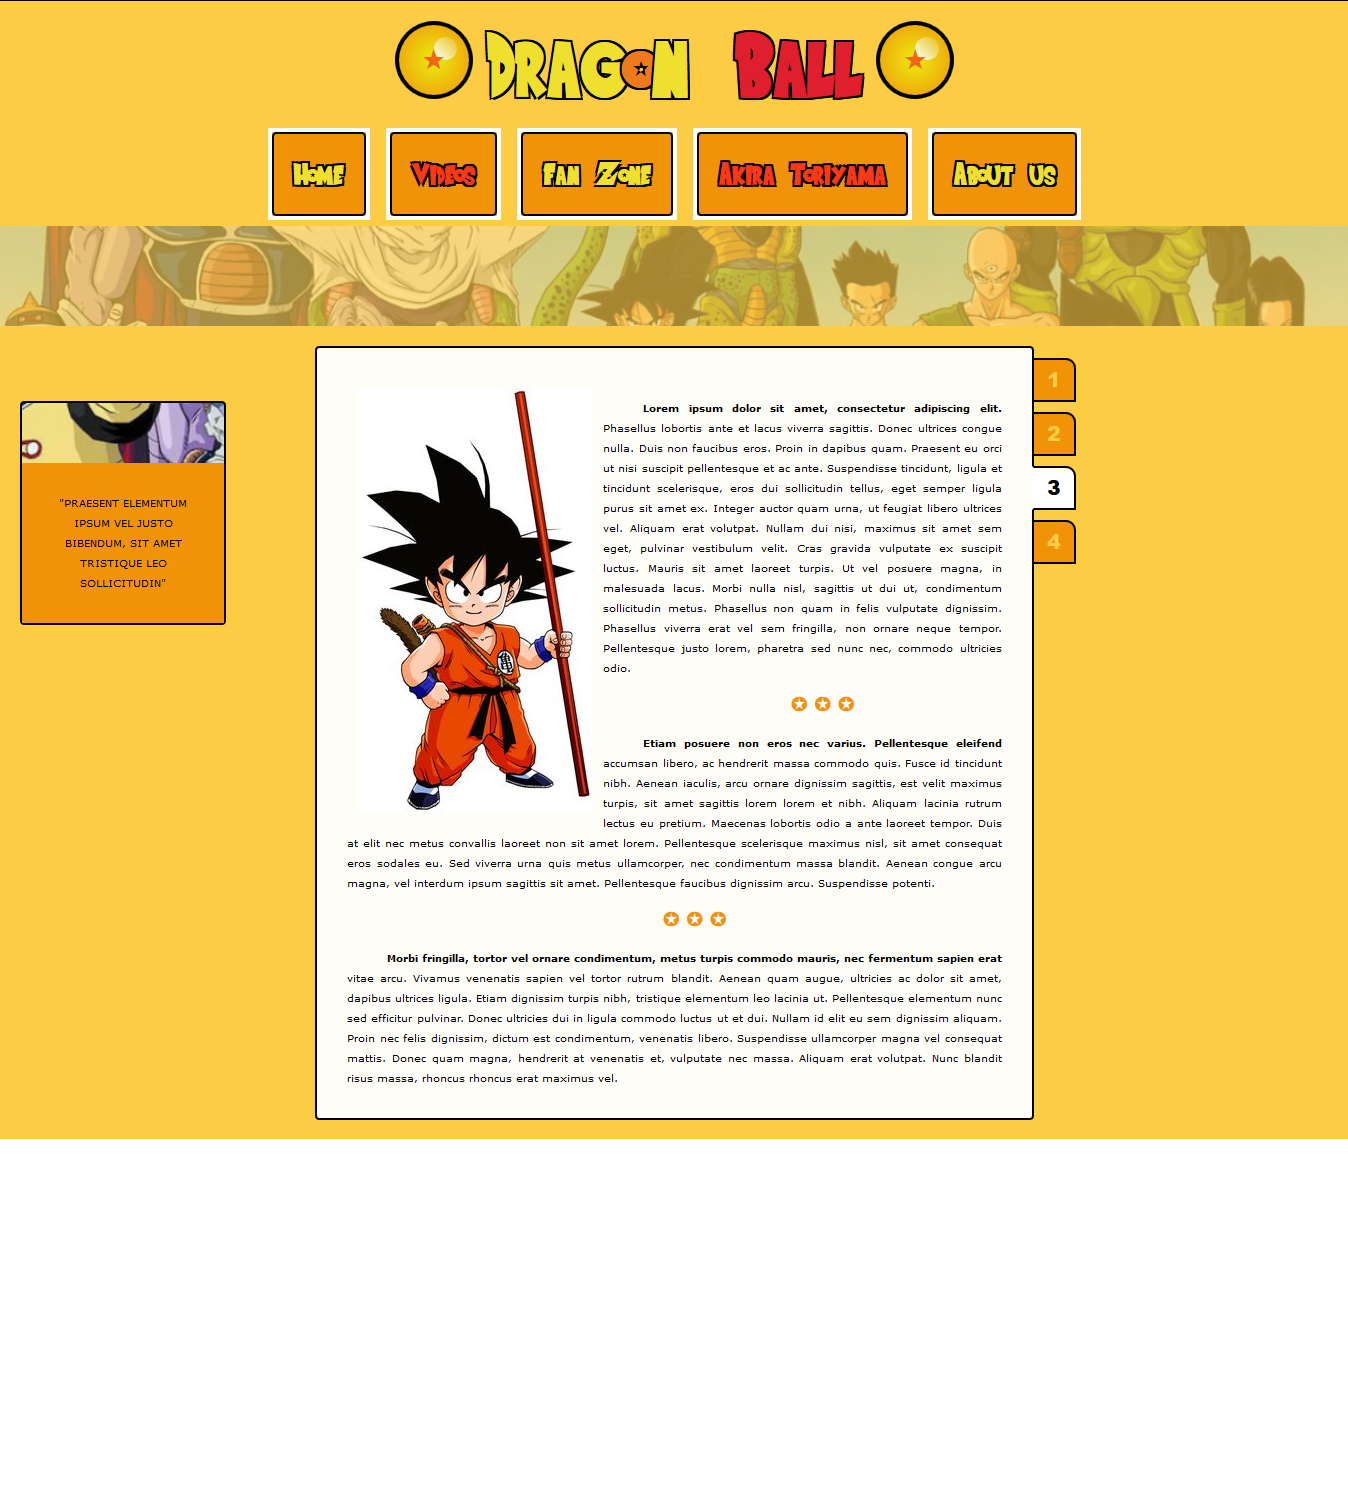 DRAGON BALL
HOME VIDEOS FAN ZONE AKIRA TORIYAMA ABOUT US
"PRAESENT ELEMENTUM
IPSUM VEL JUSTO
BIBENDUM, SIT AMET
TRISTIQUE LEO
SOLLICITUDIN"
Lorem ipsum dolor sit amet, consectetur adipiscing elit.
Phasellus lobortis ante et lacus viverra sagittis. Donec ultrices congue
nulla. Duis non faucibus eros. Proin in dapibus quam. Praesent eu orci
ut nisi suscipit pellentesque et ac ante. Suspendisse tincidunt, ligula et
tincidunt scelerisque, eros dui sollicitudin tellus, eget semper ligula
purus sit amet ex. Integer auctor quam urna, ut feugiat libero ultrices
vel. Aliquam erat volutpat. Nullam dui nisi, maximus sit amet sem
eget, pulvinar vestibulum velit. Cras gravida vulputate ex suscipit
luctus. Mauris sit amet laoreet turpis. Ut vel posuere magna, in
malesuada lacus. Morbi nulla nisl, sagittis ut dui ut, condimentum
sollicitudin metus. Phasellus non quam in felis vulputate dignissim.
Phasellus viverra erat vel sem fringilla, non ornare neque tempor.
Pellentesque justo lorem, pharetra sed nunc nec, commodo ultricies
odio.
✪ ✪ ✪
Etiam posuere non eros nec varius. Pellentesque eleifend
accumsan libero, ac hendrerit massa commodo quis. Fusce id tincidunt
nibh. Aenean iaculis, arcu ornare dignissim sagittis, est velit maximus
turpis, sit amet sagittis lorem lorem et nibh. Aliquam lacinia rutrum
lectus eu pretium. Maecenas lobortis odio a ante laoreet tempor. Duis
at elit nec metus convallis laoreet non sit amet lorem. Pellentesque scelerisque maximus nisl, sit amet consequat
eros sodales eu. Sed viverra urna quis metus ullamcorper, nec condimentum massa blandit. Aenean congue arcu
magna, vel interdum ipsum sagittis sit amet. Pellentesque faucibus dignissim arcu. Suspendisse potenti.
✪ ✪ ✪
Morbi fringilla, tortor vel ornare condimentum, metus turpis commodo mauris, nec fermentum sapien erat
vitae arcu. Vivamus venenatis sapien vel tortor rutrum blandit. Aenean quam augue, ultricies ac dolor sit amet,
dapibus ultrices ligula. Etiam dignissim turpis nibh, tristique elementum leo lacinia ut. Pellentesque elementum nunc
sed efficitur pulvinar. Donec ultricies dui in ligula commodo luctus ut et dui. Nullam id elit eu sem dignissim aliquam.
Proin nec felis dignissim, dictum est condimentum, venenatis libero. Suspendisse ullamcorper magna vel consequat
mattis. Donec quam magna, hendrerit at venenatis et, vulputate nec massa. Aliquam erat volutpat. Nunc blandit
risus massa, rhoncus rhoncus erat maximus vel.
1
2
3
4